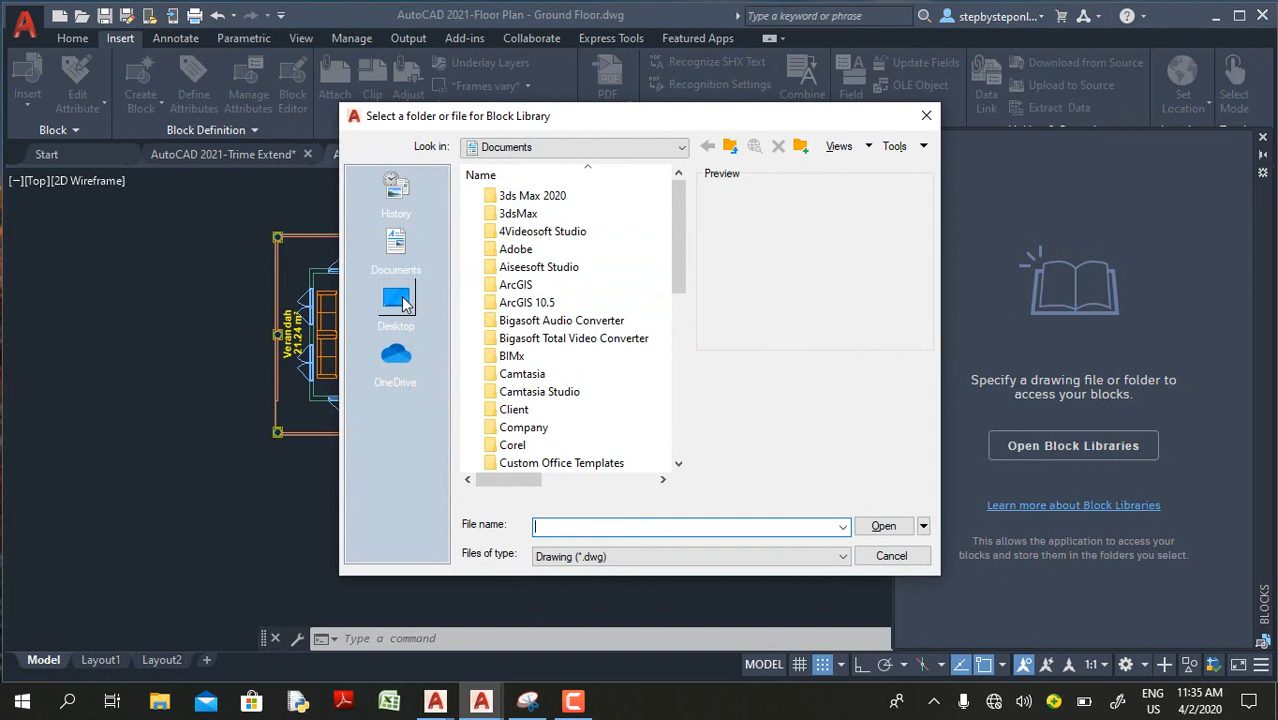 AutoCAD 2021-Floor Plan - Ground Floor.dwg
Type a keyword or phrase
stepbysteponl...
Home
Insert
Annotate
Parametric
View
Manage
Output
Add-ins
Collaborate
Express Tools
Featured Apps
Insert
Edit
Attribute
Create
Block
Define
Attributes
Manage
Attributes
Block
Editor
Attach
Clip
Adjust
Underlay Layers
*Frames vary*
PDF
Recognize SHX Text
Recognition Settings
Combine
Field
Update Fields
OLE Object
Data
Link
Download from Source
Upload to Source
Extract Data
Set
Location
Select
Mode
Block
Block Definition
Start
AutoCAD 2021-Trime Extend*
[−][Top][2D Wireframe]
Verandah
21.24 m²
Select a folder or file for Block Library
Look in:
Documents
Views
Tools
History
Documents
Desktop
OneDrive
Name
3ds Max 2020
3dsMax
4Videosoft Studio
Adobe
Aiseesoft Studio
ArcGIS
ArcGIS 10.5
Bigasoft Audio Converter
Bigasoft Total Video Converter
BIMx
Camtasia
Camtasia Studio
Client
Company
Corel
Custom Office Templates
Preview
File name:
Open
Files of type:
Drawing (*.dwg)
Cancel
Specify a drawing file or folder to
access your blocks.
Open Block Libraries
Learn more about Block Libraries
This allows the application to access your
blocks and store them in the folders you select.
BLOCKS
Type a command
Model
Layout1
Layout2
MODEL
1:1
ENG
US
11:35 AM
4/2/2020